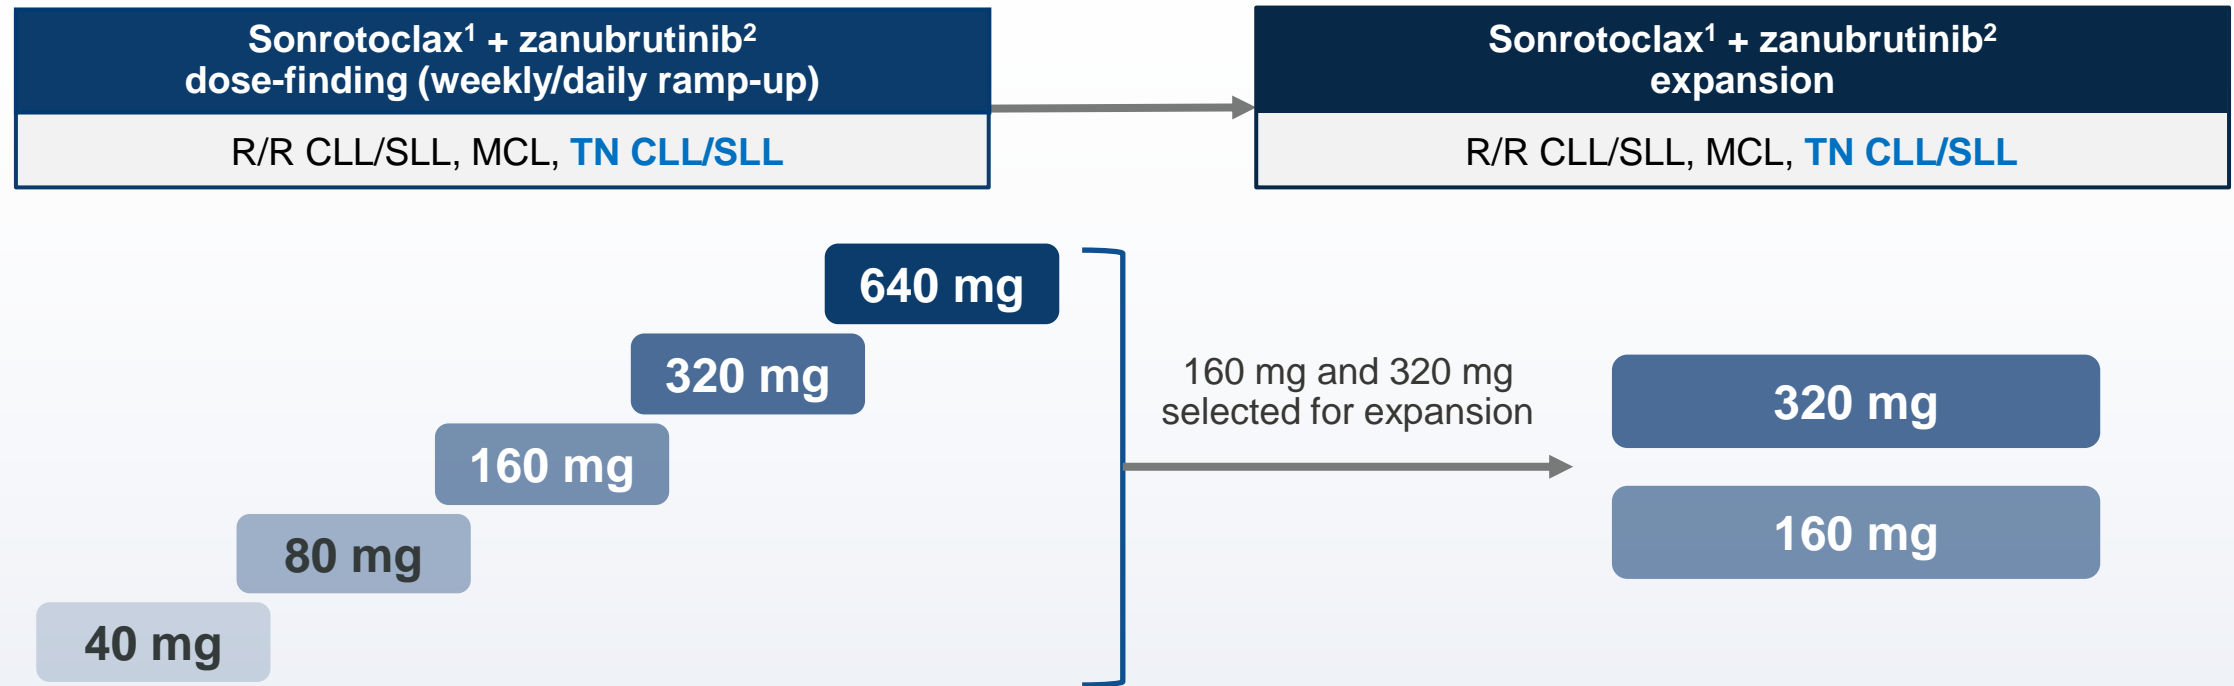 Sonrotoclax¹ + zanubrutinib²
dose-finding (weekly/daily ramp-up)
R/R CLL/SLL, MCL, TN CLL/SLL
Sonrotoclax¹ + zanubrutinib²
expansion
R/R CLL/SLL, MCL, TN CLL/SLL
640 mg
320 mg
160 mg
80 mg
40 mg
160 mg and 320 mg
selected for expansion
320 mg
160 mg